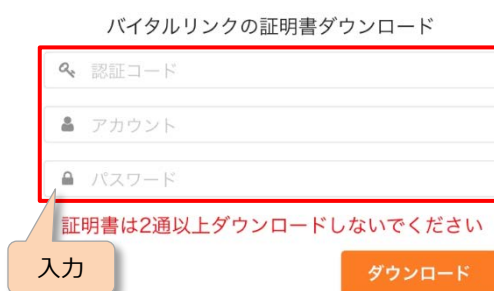 バイタルリンクの証明書ダウンロード
認証コード
アカウント
パスワード
証明書は2通以上ダウンロードしないでください
入力
ダウンロード